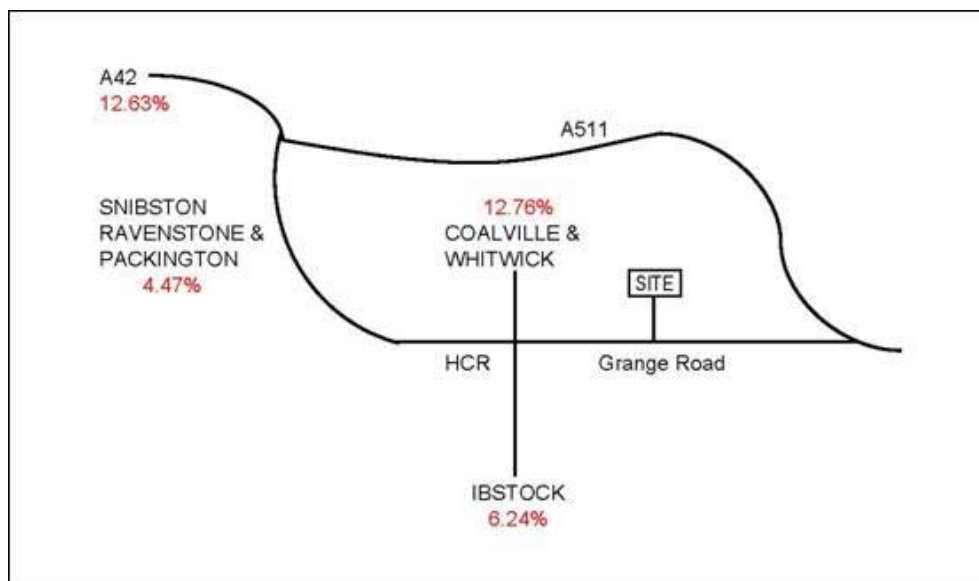 A42
12.63%
A511
SNIBSTON
RAVENSTONE &
PACKINGTON
4.47%
12.76%
COALVILLE &
WHITWICK
SITE
HCR
Grange Road
IBSTOCK
6.24%